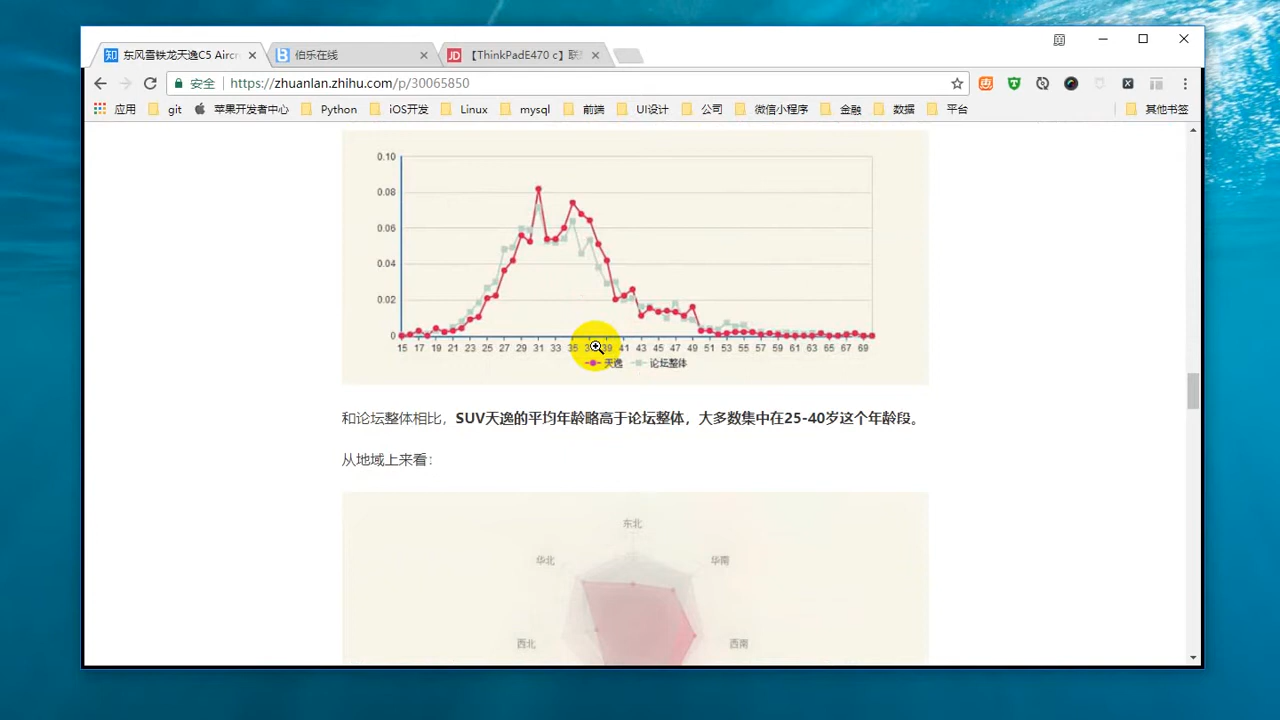 东风雪铁龙天逸C5 Aircr
伯乐在线
【ThinkPadE470 c】联
安全 https://zhuanlan.zhihu.com/p/30065850
应用 git 苹果开发者中心 Python iOS开发 Linux mysql 前端 UI设计 公司 微信小程序 金融 数据 平台 其他书签
0.10
0.08
0.06
0.04
0.02
0
15 17 19 21 23 25 27 29 31 33 35 39 41 43 45 47 49 51 53 55 57 59 61 63 65 67 69
天逸 论坛整体
和论坛整体相比，SUV天逸的平均年龄略高于论坛整体，大多数集中在25-40岁这个年龄段。
从地域上来看：
东北
华北 华南
西北 西南